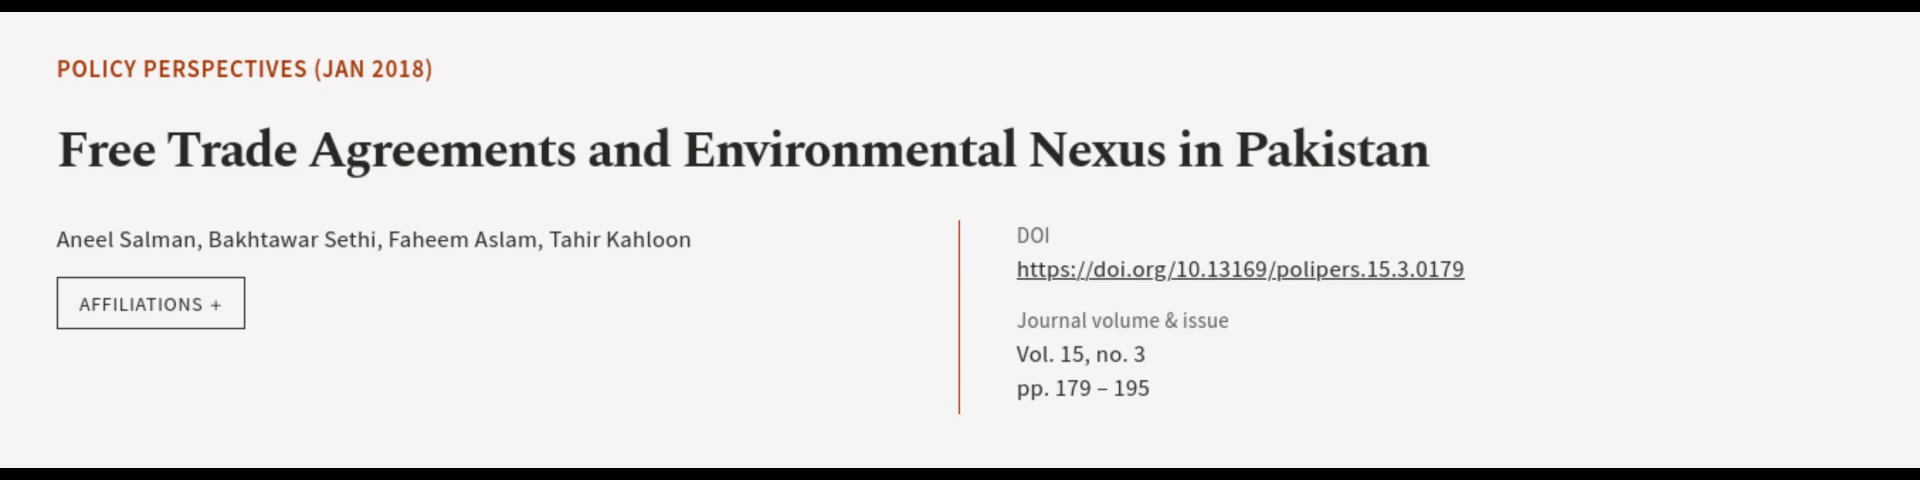 POLICY PERSPECTIVES (JAN 2018)
Free Trade Agreements and Environmental Nexus in Pakistan
Aneel Salman, Bakhtawar Sethi, Faheem Aslam, Tahir Kahloon
AFFILIATIONS +
DOI
https://doi.org/10.13169/polipers.15.3.0179
Journal volume & issue
Vol. 15, no. 3
pp. 179 – 195